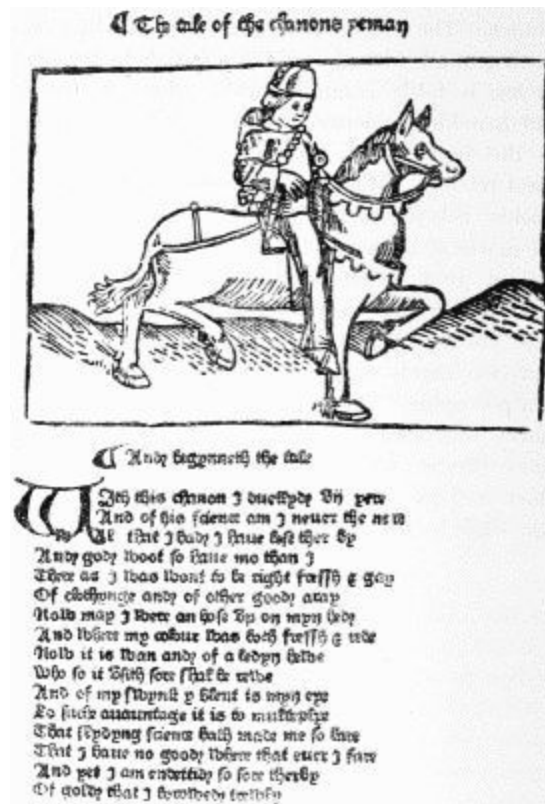 ¶ The tale of the chanons yeman
¶ And begynneth the tale
With this chanon I duellyd vij yere
And of his science am I neuer the nere
Al that I had I haue lost ther by
And god woot so haue mo than I
There as I was wont to be right fressh & gay
Of clothynge and of other good aray
Now may I were an hose vp on myn hed
And where my colour was both fressh & rede
Now it is wan and of a ledyn hewe
Who so it vsith sore shal he rewe
And of my swynk y blent is myn eye
Lo suche auauntage it is to multeplye
That slydyng science hath made me so bare
That I haue no good where that euer I fare
And yet I am endettid so sore therby
Of gold that I borowed trewly